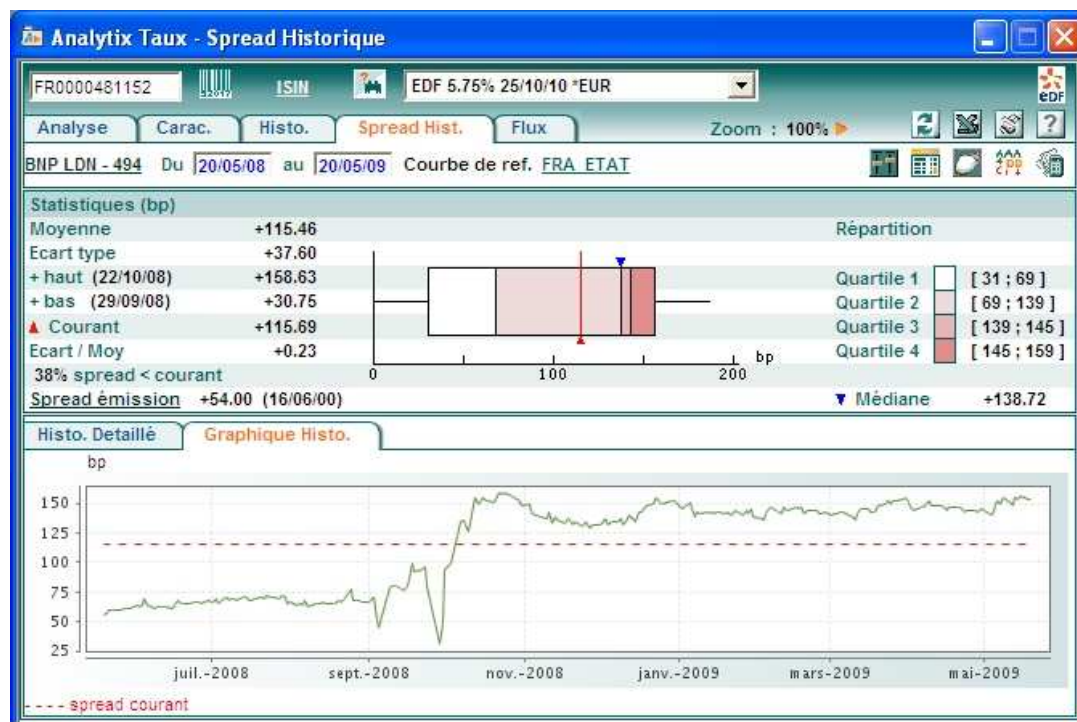 Analytix Taux - Spread Historique
FR0000481152 ISIN EDF 5.75% 25/10/10 *EUR
eDF
Analyse Carac. Histo. Spread Hist. Flux Zoom : 100%
BNP LDN - 494 Du 20/05/08 au 20/05/09 Courbe de ref. FRA ETAT
Statistiques (bp)
Moyenne +115.46 Répartition
Ecart type +37.60
+ haut (22/10/08) +158.63 Quartile 1 [ 31 ; 69 ]
+ bas (29/09/08) +30.75 Quartile 2 [ 69 ; 139 ]
Courant +115.69 Quartile 3 [ 139 ; 145 ]
Ecart / Moy +0.23 Quartile 4 [ 145 ; 159 ]
bp
0 100 200
38% spread < courant
Spread émission +54.00 (16/06/00) Médiane +138.72
Histo. Detaillé Graphique Histo.
bp
150
125
100
75
50
25
juil.-2008 sept.-2008 nov.-2008 janv.-2009 mars-2009 mai-2009
---- spread courant